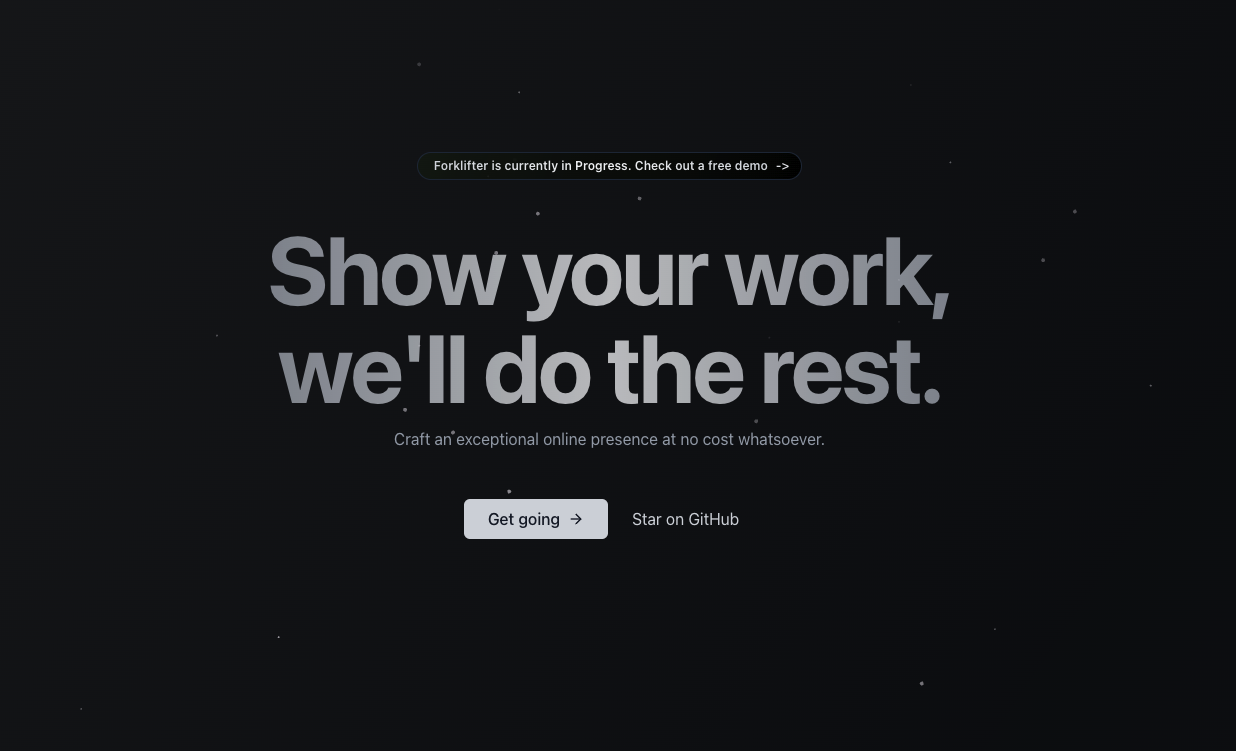 Forklifter is currently in Progress. Check out a free demo ->
Show your work,
we'll do the rest.
Craft an exceptional online presence at no cost whatsoever.
Get going →
Star on GitHub